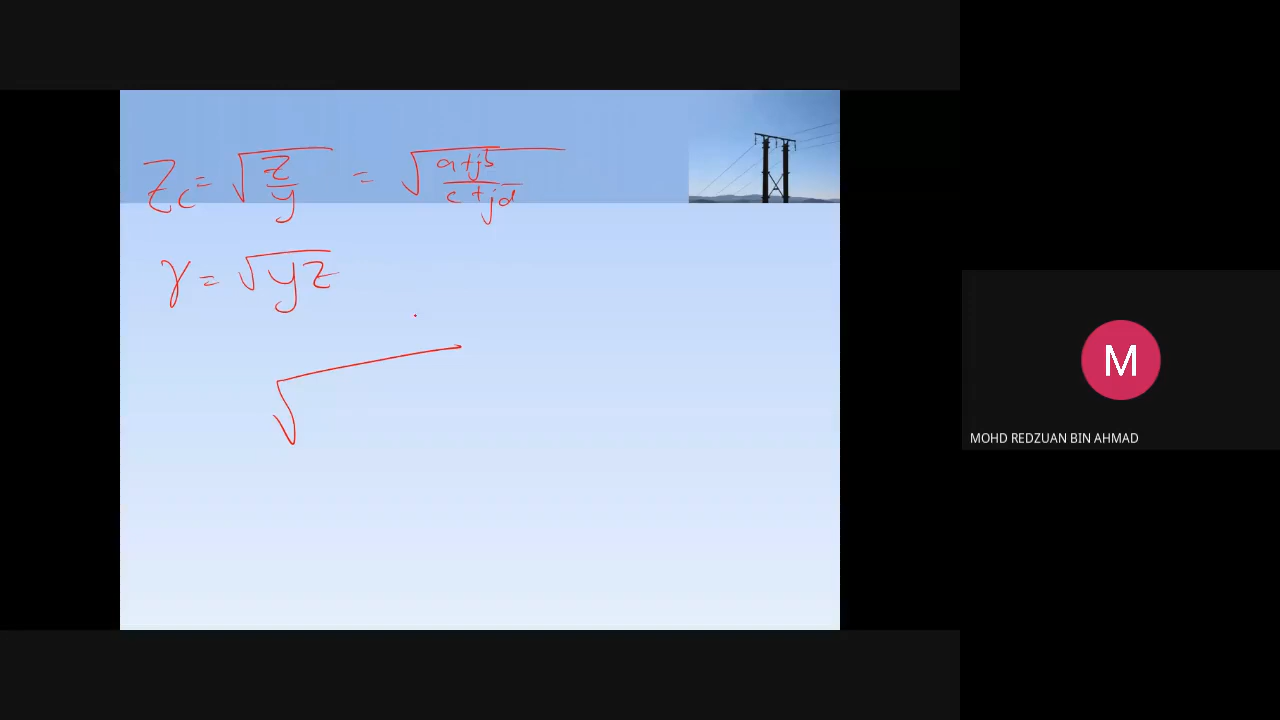 Zc = √(z/y) = √((a+jb)/(c+jd))
γ = √yz
√
M
MOHD REDZUAN BIN AHMAD